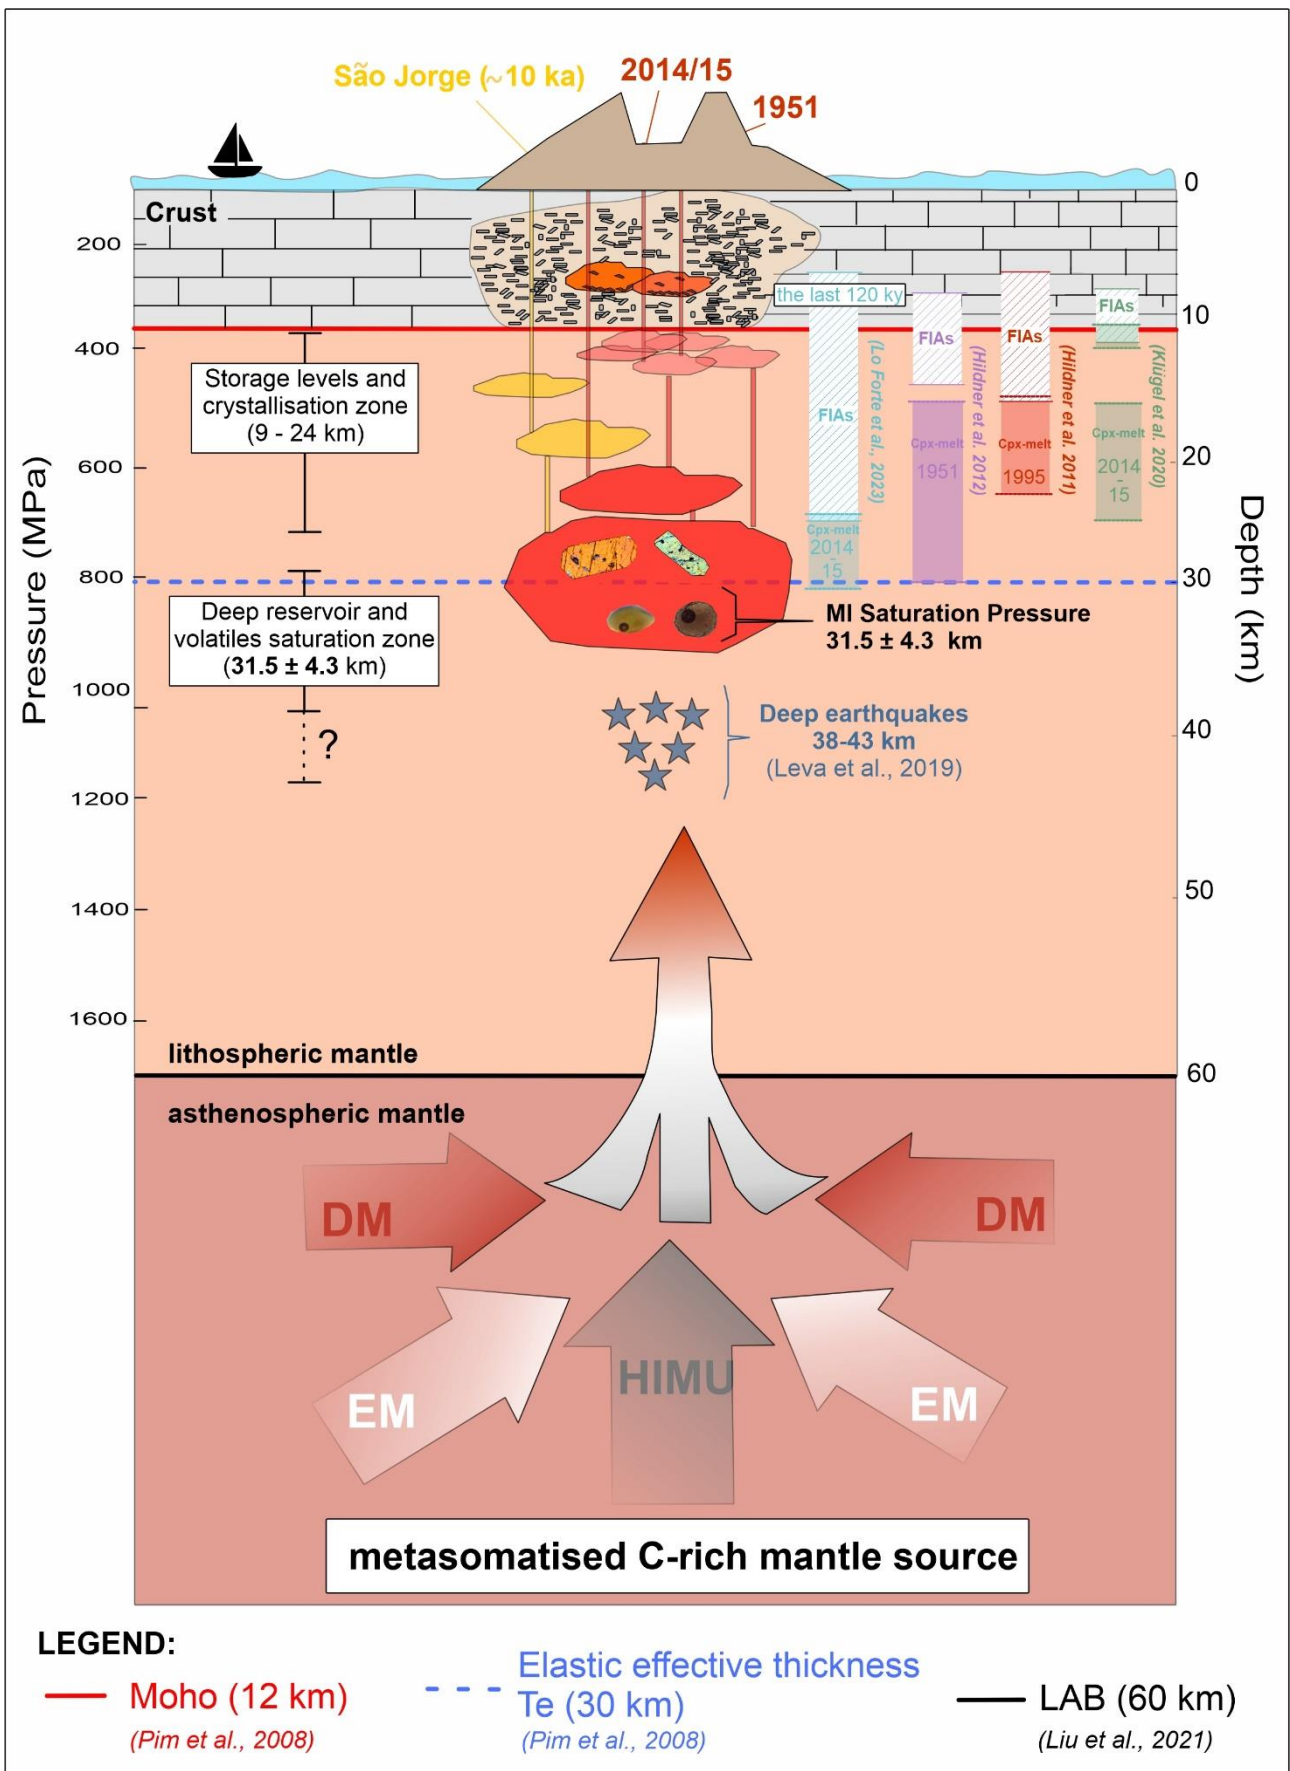 São Jorge (~10 ka)
2014/15
1951
Crust
0
200
the last 120 ky
FIAs
10
400
FIAs
FIAs
Storage levels and
crystallisation zone
(9 - 24 km)
FIAs
(Lo Forte et al., 2023)
(Hildner et al. 2012)
(Hildner et al. 2011)
(Klügel et al. 2020)
Cpx-melt
1951
Cpx-melt
1995
Cpx-melt
2014
-
15
20
600
Cpx-melt
2014
-
15
Pressure (MPa)
Depth (km)
800
30
Deep reservoir and
volatiles saturation zone
(31.5 ± 4.3 km)
MI Saturation Pressure
31.5 ± 4.3 km
1000
?
Deep earthquakes
38-43 km
(Leva et al., 2019)
40
1200
50
1400
1600
lithospheric mantle
60
asthenospheric mantle
DM
DM
HIMU
EM
EM
metasomatised C-rich mantle source
LEGEND:
Moho (12 km)
(Pim et al., 2008)
Elastic effective thickness
Te (30 km)
(Pim et al., 2008)
LAB (60 km)
(Liu et al., 2021)